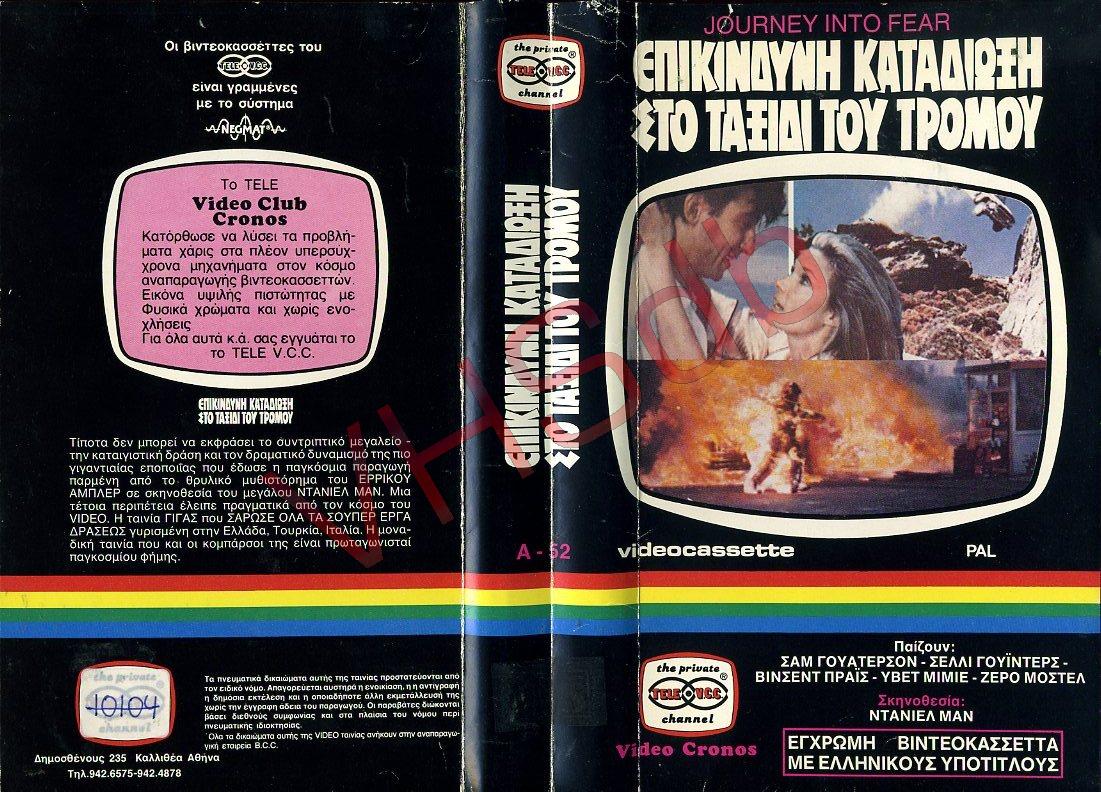 Οι βιντεοκασσέττες του
TELE V.C.C.
είναι γραμμένες
με το σύστημα
NEGMAT
Το TELE
Video Club
Cronos
Κατόρθωσε να λύσει τα προβλή-
ματα χάρις στα πλέον υπερσύγ-
χρονα μηχανήματα στον κόσμο
αναπαραγωγής βιντεοκασσεττών.
Εικόνα υψιλής πιστώτητας με
Φυσικά χρώματα και χωρίς ενο-
χλήσεις
Για όλα αυτά κ.ά. σας εγγυάται το
το TELE V.C.C.
ΕΠΙΚΙΝΔΥΝΗ ΚΑΤΑΔΙΩΞΗ
ΣΤΟ ΤΑΞΙΔΙ ΤΟΥ ΤΡΟΜΟΥ
Τίποτα δεν μπορεί να εκφράσει το συντριπτικό μεγαλείο -
την καταιγιστική δράση και τον δραματικό δυναμισμό της πιο
γιγαντιαίας εποποιΐας που έδωσε η παγκόσμια παραγωγή
παρμένη από το θρυλικό μυθιστόρημα του ΕΡΡΙΚΟΥ
ΑΜΠΛΕΡ σε σκηνοθεσία του μεγάλου ΝΤΑΝΙΕΛ ΜΑΝ. Μια
τέτοια περιπέτεια έλειπε πραγματικά από τον κόσμο του
VIDEO. Η ταινία ΓΙΓΑΣ που ΣΑΡΩΣΕ ΟΛΑ ΤΑ ΣΟΥΠΕΡ ΕΡΓΑ
ΔΡΑΣΕΩΣ γυρισμένη στην Ελλάδα, Τουρκία, Ιταλία. Η μονα-
δική ταινία που και οι κομπάρσοι της είναι πρωταγωνισταί
παγκοσμίου φήμης.
the private
10104
channel
Δημοσθένους 235 Καλλιθέα Αθήνα
Τηλ.942.6575-942.4878
Τα πνευματικά δικαιώματα αυτής της ταινίας προστατεύονται από
τον ειδικό νόμο. Απαγορεύεται αυστηρά η ενοικίαση, η η αντιγραφή
η δημοσια εκτέλεση και η οποιαδήποτε άλλη εκμετάλλευσή της
χωρίς την έγγραφη αδεια του παραγωγού. Οι παραβάτες διώκονται
βάσει διεθνούς συμφωνίας και στα πλαίσια του νόμου περί
πνευματικής ιδιοκτησίας.
Όλα τα δικαιώματα αυτής της VIDEO ταινίας ανήκουν στην αναπαραγω-
γική εταιρεία B.C.C.
the private
TELE V.C.C. ®
channel
ΕΠΙΚΙΝΔΥΝΗ ΚΑΤΑΔΙΩΞΗ
ΣΤΟ ΤΑΞΙΔΙ ΤΟΥ ΤΡΟΜΟΥ
A - 52
JOURNEY INTO FEAR
ΕΠΙΚΙΝΔΥΝΗ ΚΑΤΑΔΙΩΞΗ
ΣΤΟ ΤΑΞΙΔΙ ΤΟΥ ΤΡΟΜΟΥ
videocassette PAL
the private
TELE V.C.C. ®
channel
Video Cronos
Παίζουν:
ΣΑΜ ΓΟΥΑΤΕΡΣΟΝ - ΣΕΛΛΙ ΓΟΥΪΝΤΕΡΣ -
ΒΙΝΣΕΝΤ ΠΡΑΪΣ - ΥΒΕΤ ΜΙΜΙΕ - ΖΕΡΟ ΜΟΣΤΕΛ
Σκηνοθεσία:
ΝΤΑΝΙΕΛ ΜΑΝ
ΕΓΧΡΩΜΗ ΒΙΝΤΕΟΚΑΣΣΕΤΤΑ
ΜΕ ΕΛΛΗΝΙΚΟΥΣ ΥΠΟΤΙΤΛΟΥΣ
VHSdb